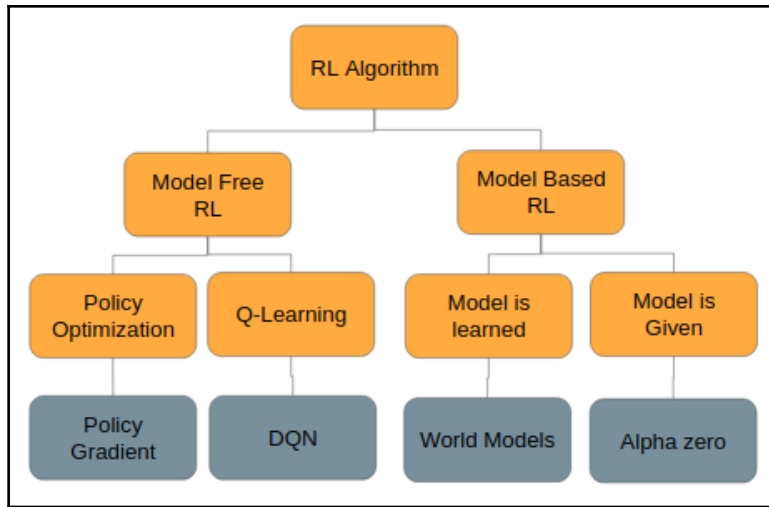 RL Algorithm
Model Free
RL
Model Based
RL
Policy
Optimization
Q-Learning
Model is
learned
Model is
Given
Policy
Gradient
DQN
World Models
Alpha zero